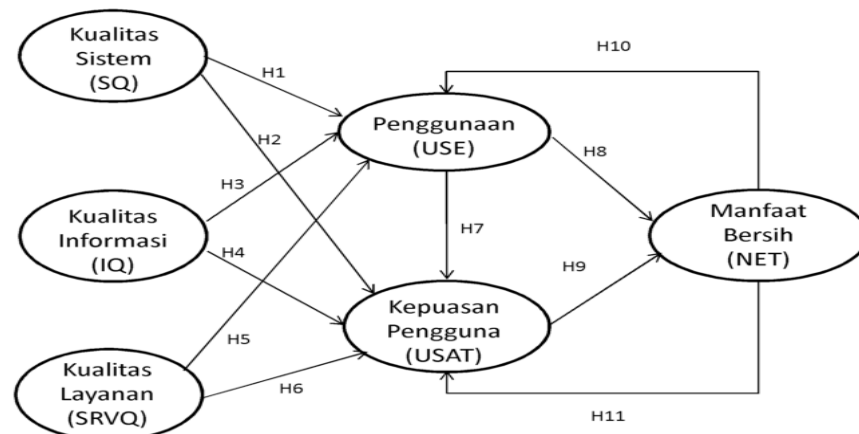 Kualitas
Sistem
(SQ)
H1
H2
H3
Kualitas
Informasi
(IQ)
H4
H5
Kualitas
Layanan
(SRVQ)
H6
Penggunaan
(USE)
H7
Kepuasan
Pengguna
(USAT)
H8
H9
H10
Manfaat
Bersih
(NET)
H11